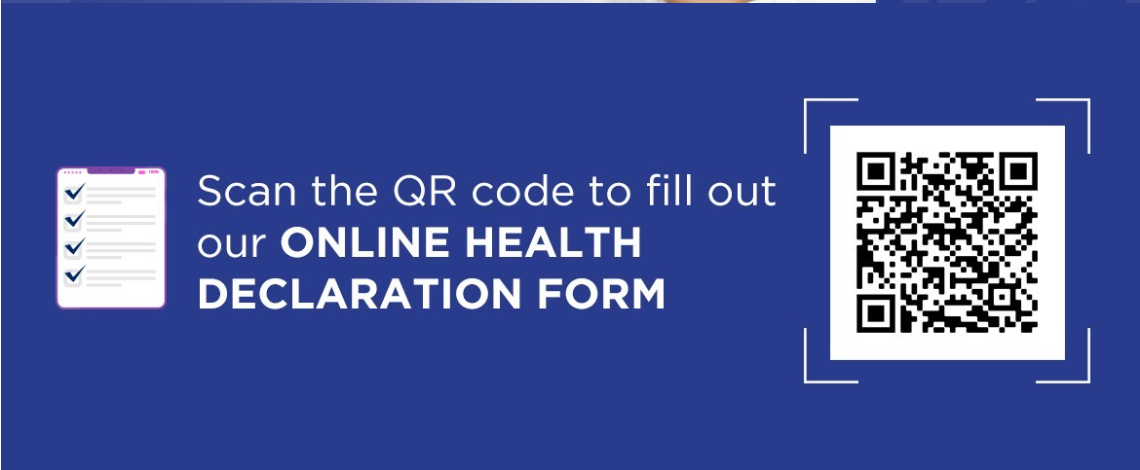 Scan the QR code to fill out
our ONLINE HEALTH
DECLARATION FORM